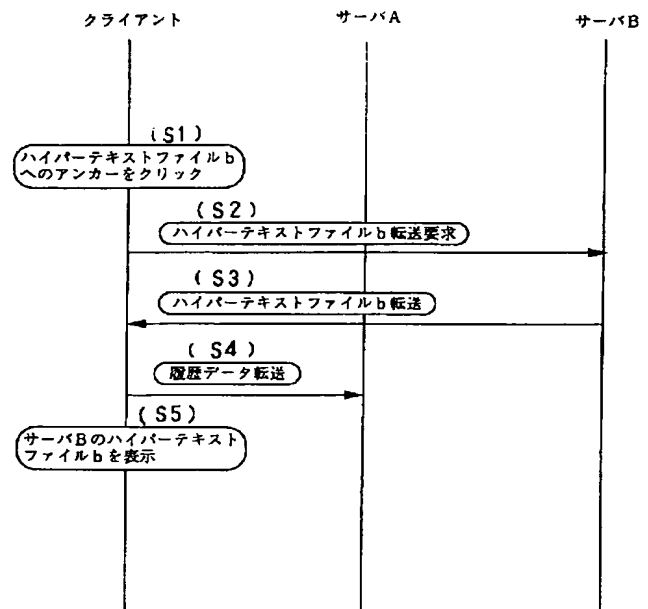 クライアント
サーバA
サーバB
(S1)
ハイパーテキストファイルb
へのアンカーをクリック
(S2)
ハイパーテキストファイルb転送要求
(S3)
ハイパーテキストファイルb転送
(S4)
履歴データ転送
(S5)
サーバBのハイパーテキスト
ファイルbを表示